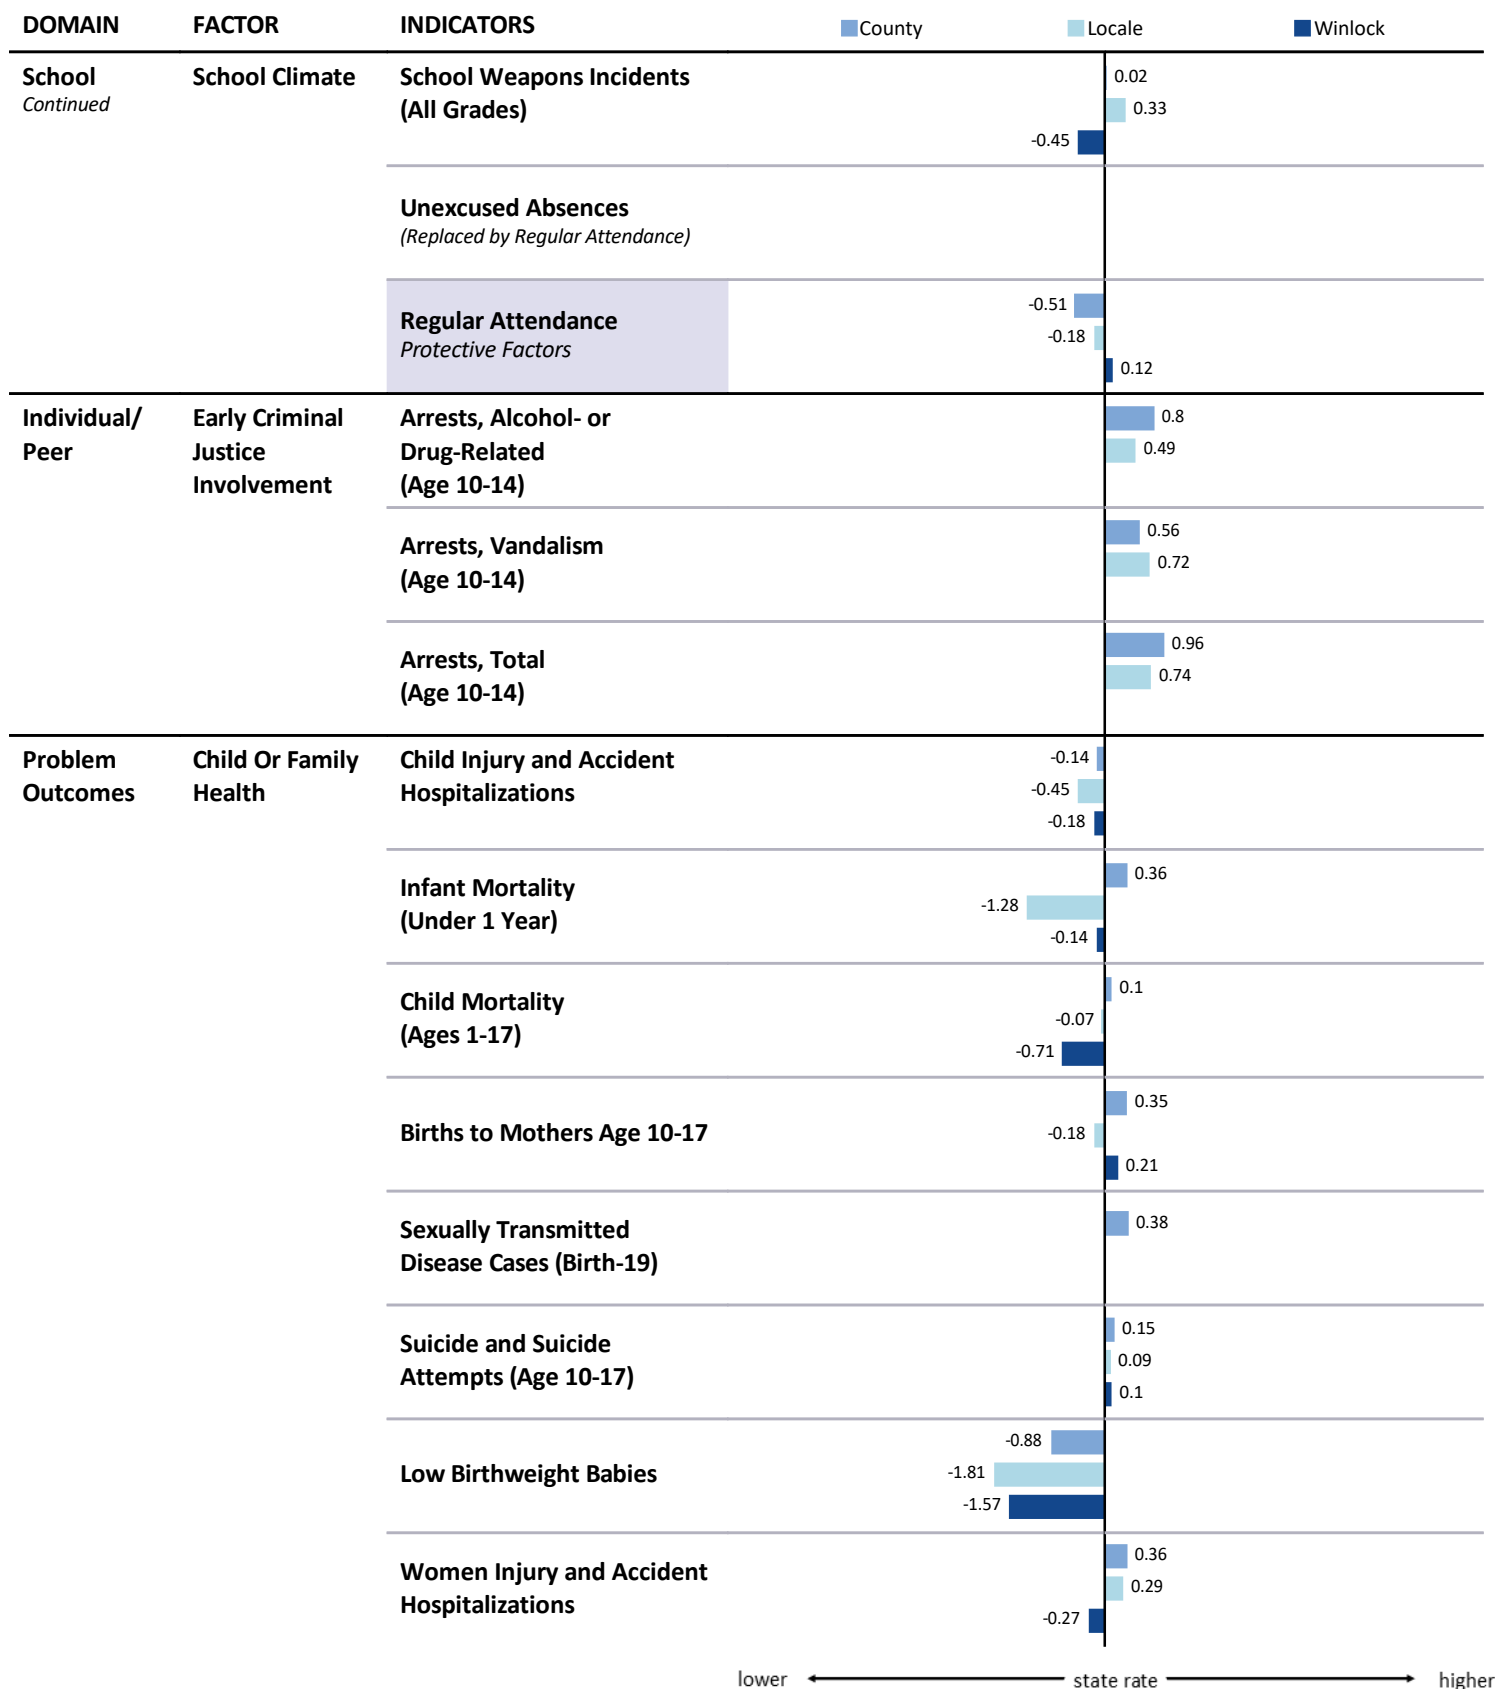 DOMAIN FACTOR INDICATORS County Locale Winlock
School School Climate School Weapons Incidents 0.02
Continued (All Grades) 0.33
-0.45
Unexcused Absences
(Replaced by Regular Attendance)
-0.51
Regular Attendance -0.18
Protective Factors 0.12
Individual/ Early Criminal Arrests, Alcohol- or 0.8
Peer Justice Drug-Related 0.49
Involvement (Age 10-14)
0.56
Arrests, Vandalism 0.72
(Age 10-14)
0.96
Arrests, Total 0.74
(Age 10-14)
Problem Child Or Family Child Injury and Accident -0.14
Outcomes Health Hospitalizations -0.45
-0.18
0.36
Infant Mortality -1.28
(Under 1 Year) -0.14
0.1
Child Mortality -0.07
(Ages 1-17) -0.71
0.35
Births to Mothers Age 10-17 -0.18
0.21
Sexually Transmitted 0.38
Disease Cases (Birth-19)
0.15
Suicide and Suicide 0.09
Attempts (Age 10-17) 0.1
-0.88
Low Birthweight Babies -1.81
-1.57
0.36
Women Injury and Accident 0.29
Hospitalizations -0.27
lower state rate higher